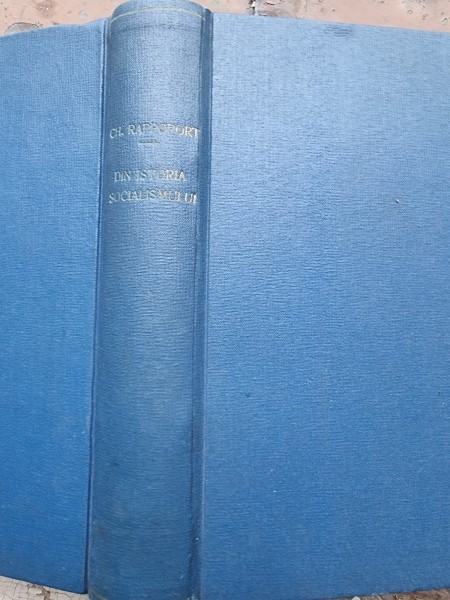 CH. RAPPOPORT
DIN ISTORIA
SOCIALISMULUI